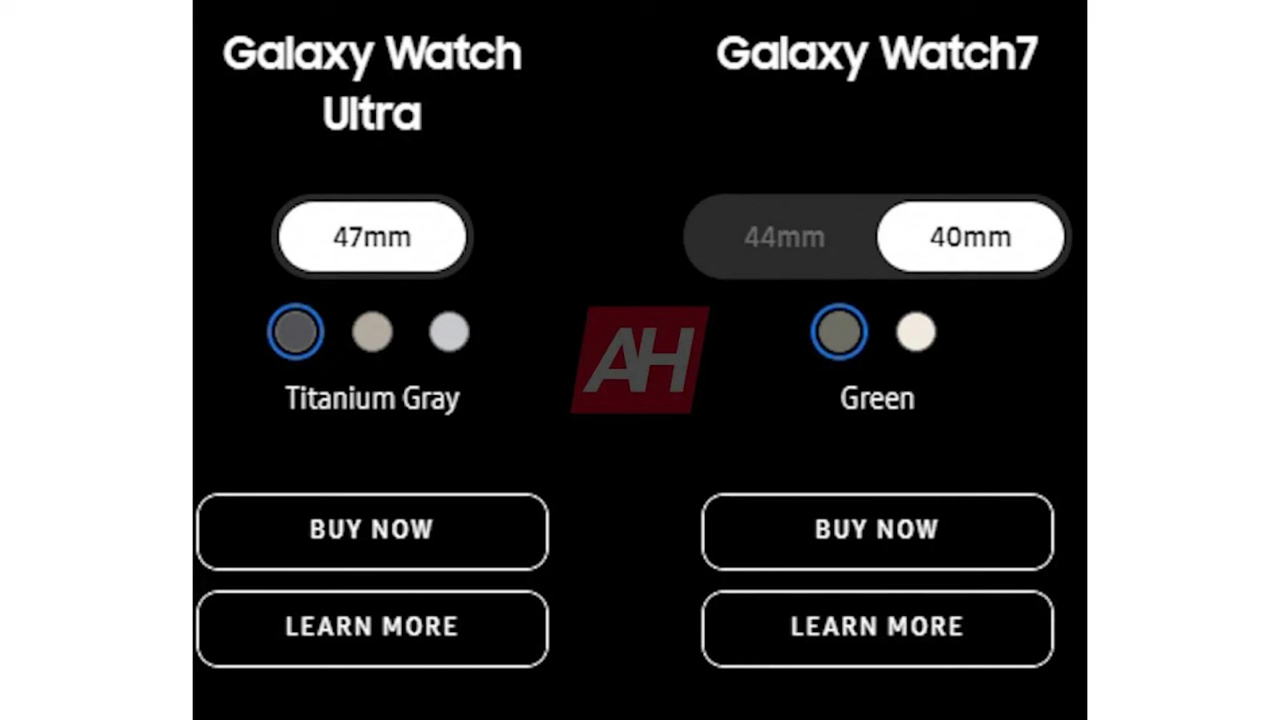 Galaxy Watch
Ultra
47mm
Titanium Gray
BUY NOW
LEARN MORE
Galaxy Watch7
44mm
40mm
Green
BUY NOW
LEARN MORE
AH